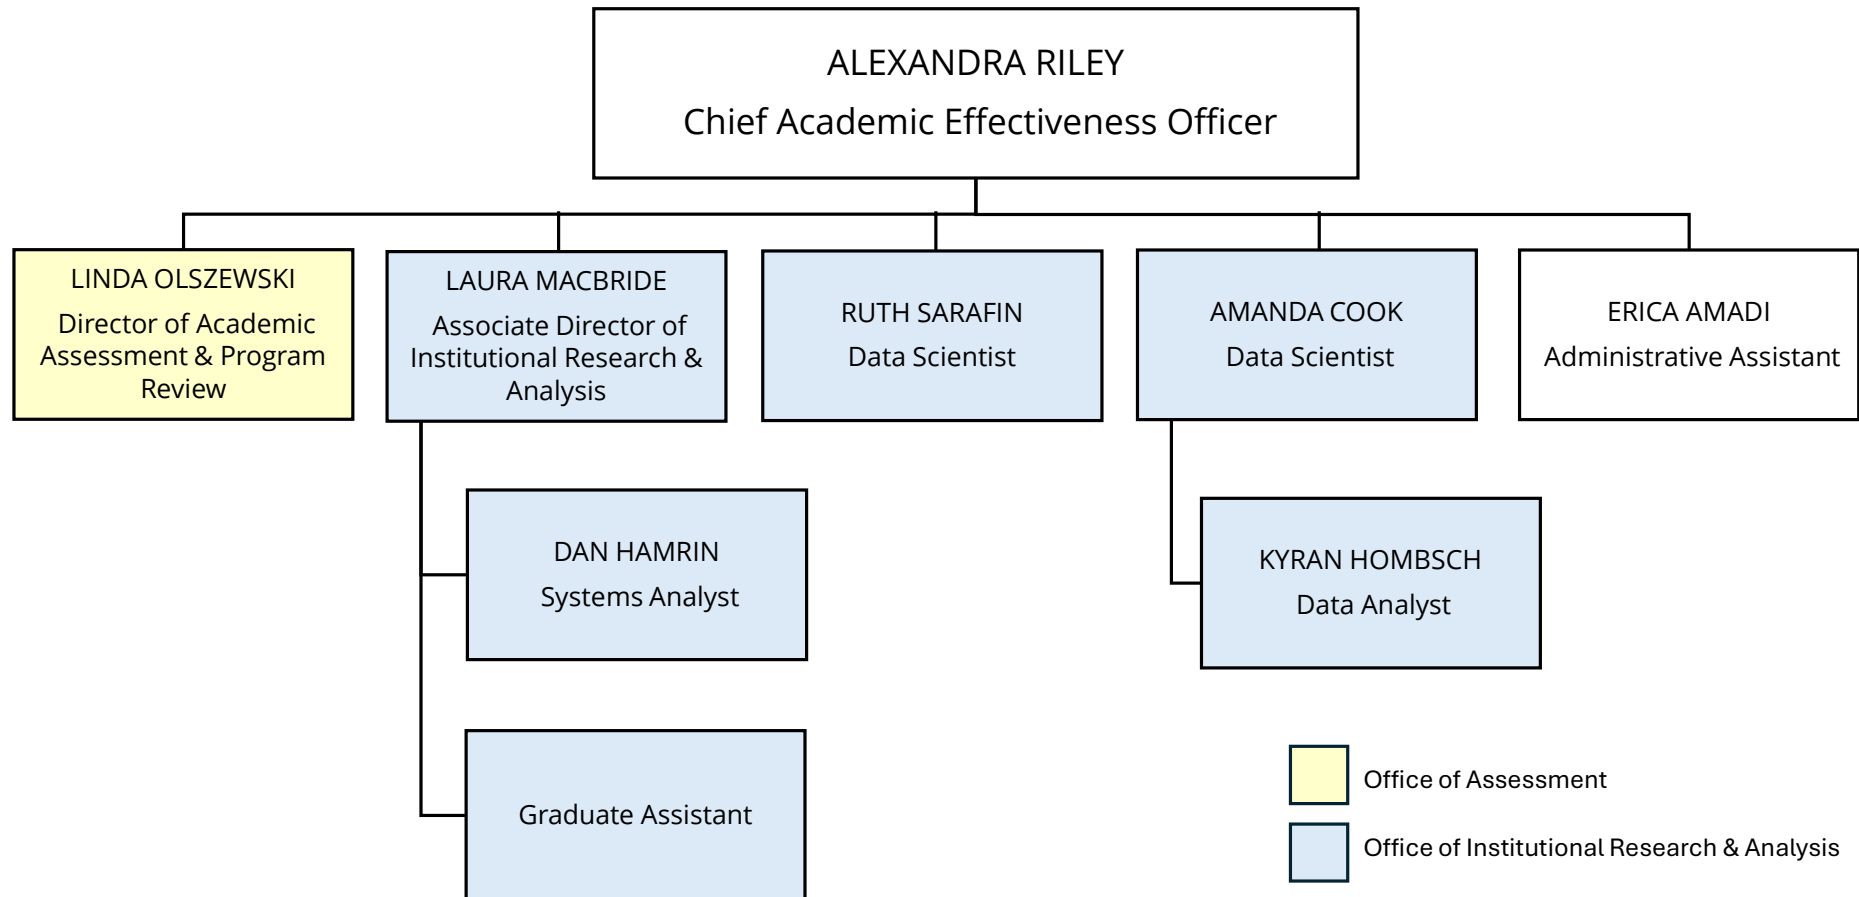 ALEXANDRA RILEY
Chief Academic Effectiveness Officer
LINDA OLSZEWSKI
Director of Academic
Assessment & Program
Review
LAURA MACBRIDE
Associate Director of
Institutional Research &
Analysis
RUTH SARAFIN
Data Scientist
AMANDA COOK
Data Scientist
ERICA AMADI
Administrative Assistant
DAN HAMRIN
Systems Analyst
KYRAN HOMBSCH
Data Analyst
Graduate Assistant
Office of Assessment
Office of Institutional Research & Analysis